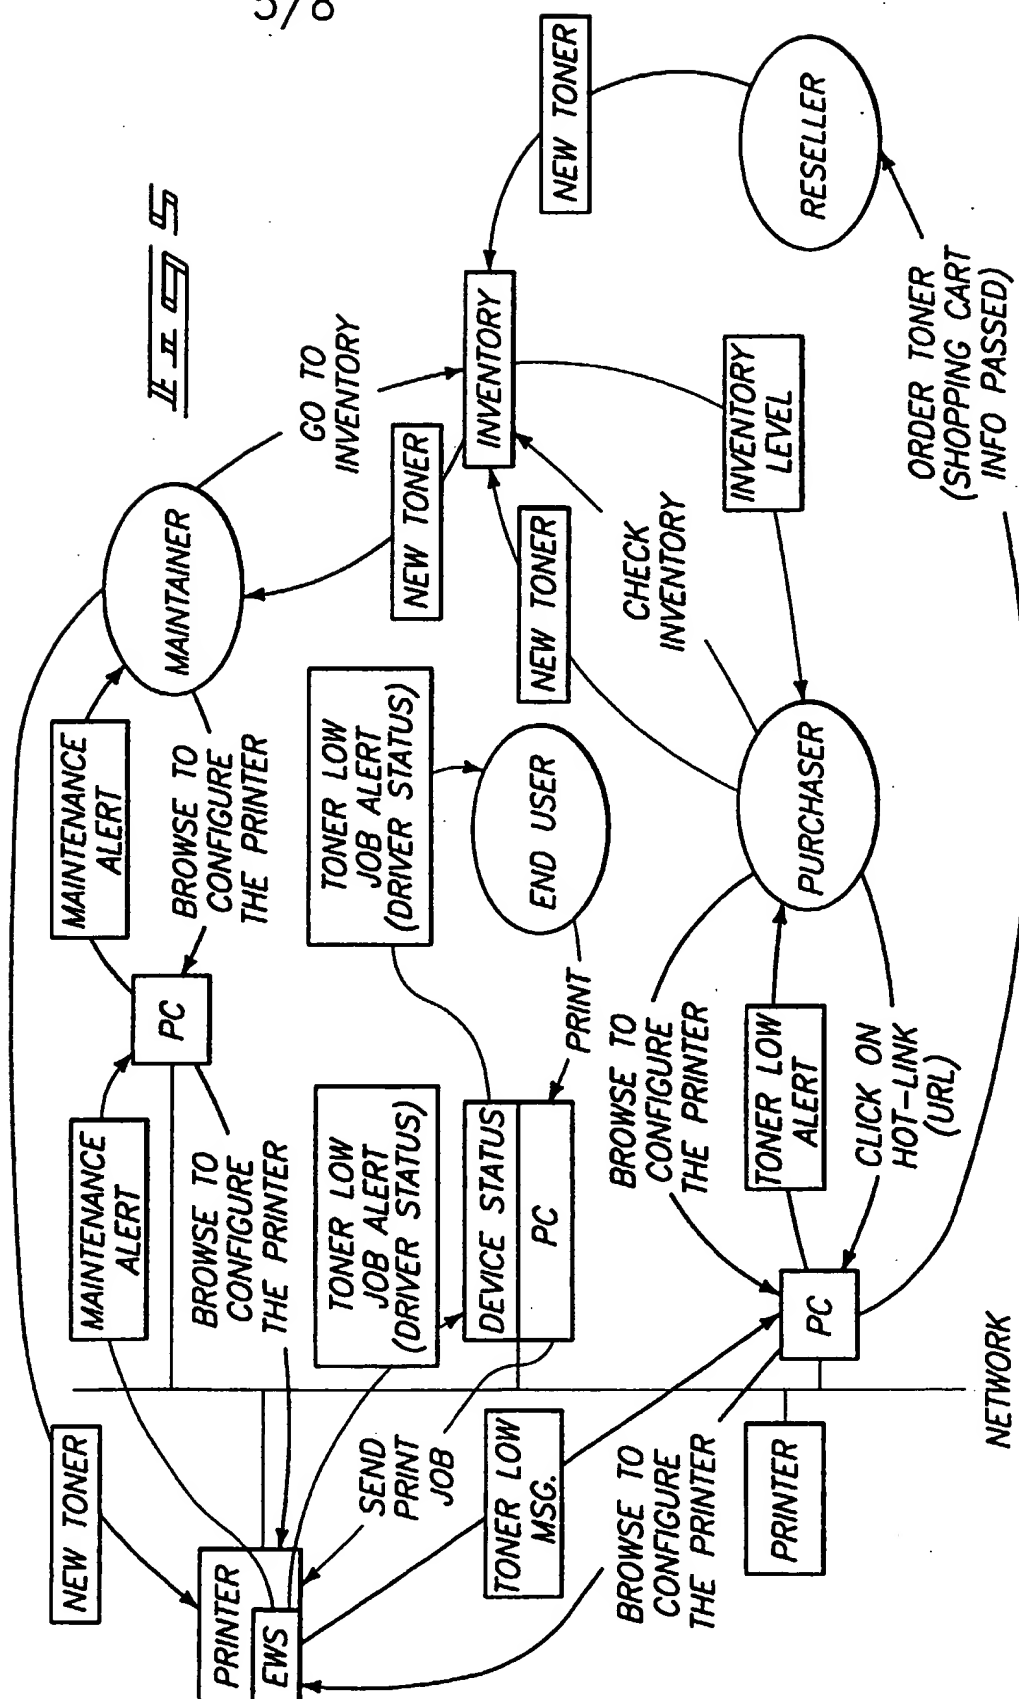 5/8
FIG 5
NEW TONER
MAINTENANCE
ALERT
PC
MAINTENANCE
ALERT
MAINTAINER
GO TO
INVENTORY
BROWSE TO
CONFIGURE
THE PRINTER
BROWSE TO
CONFIGURE
THE PRINTER
NEW TONER
INVENTORY
NEW TONER
RESELLER
PRINTER
EWS
TONER LOW
JOB ALERT
(DRIVER STATUS)
TONER LOW
JOB ALERT
(DRIVER STATUS)
SEND
PRINT
JOB
DEVICE STATUS
PC
PRINT
END USER
NEW TONER
CHECK
INVENTORY
INVENTORY
LEVEL
TONER LOW
MSG.
BROWSE TO
CONFIGURE
THE PRINTER
BROWSE TO
CONFIGURE
THE PRINTER
TONER LOW
ALERT
PURCHASER
PRINTER
PC
CLICK ON
HOT-LINK
(URL)
ORDER TONER
(SHOPPING CART
INFO PASSED)
NETWORK